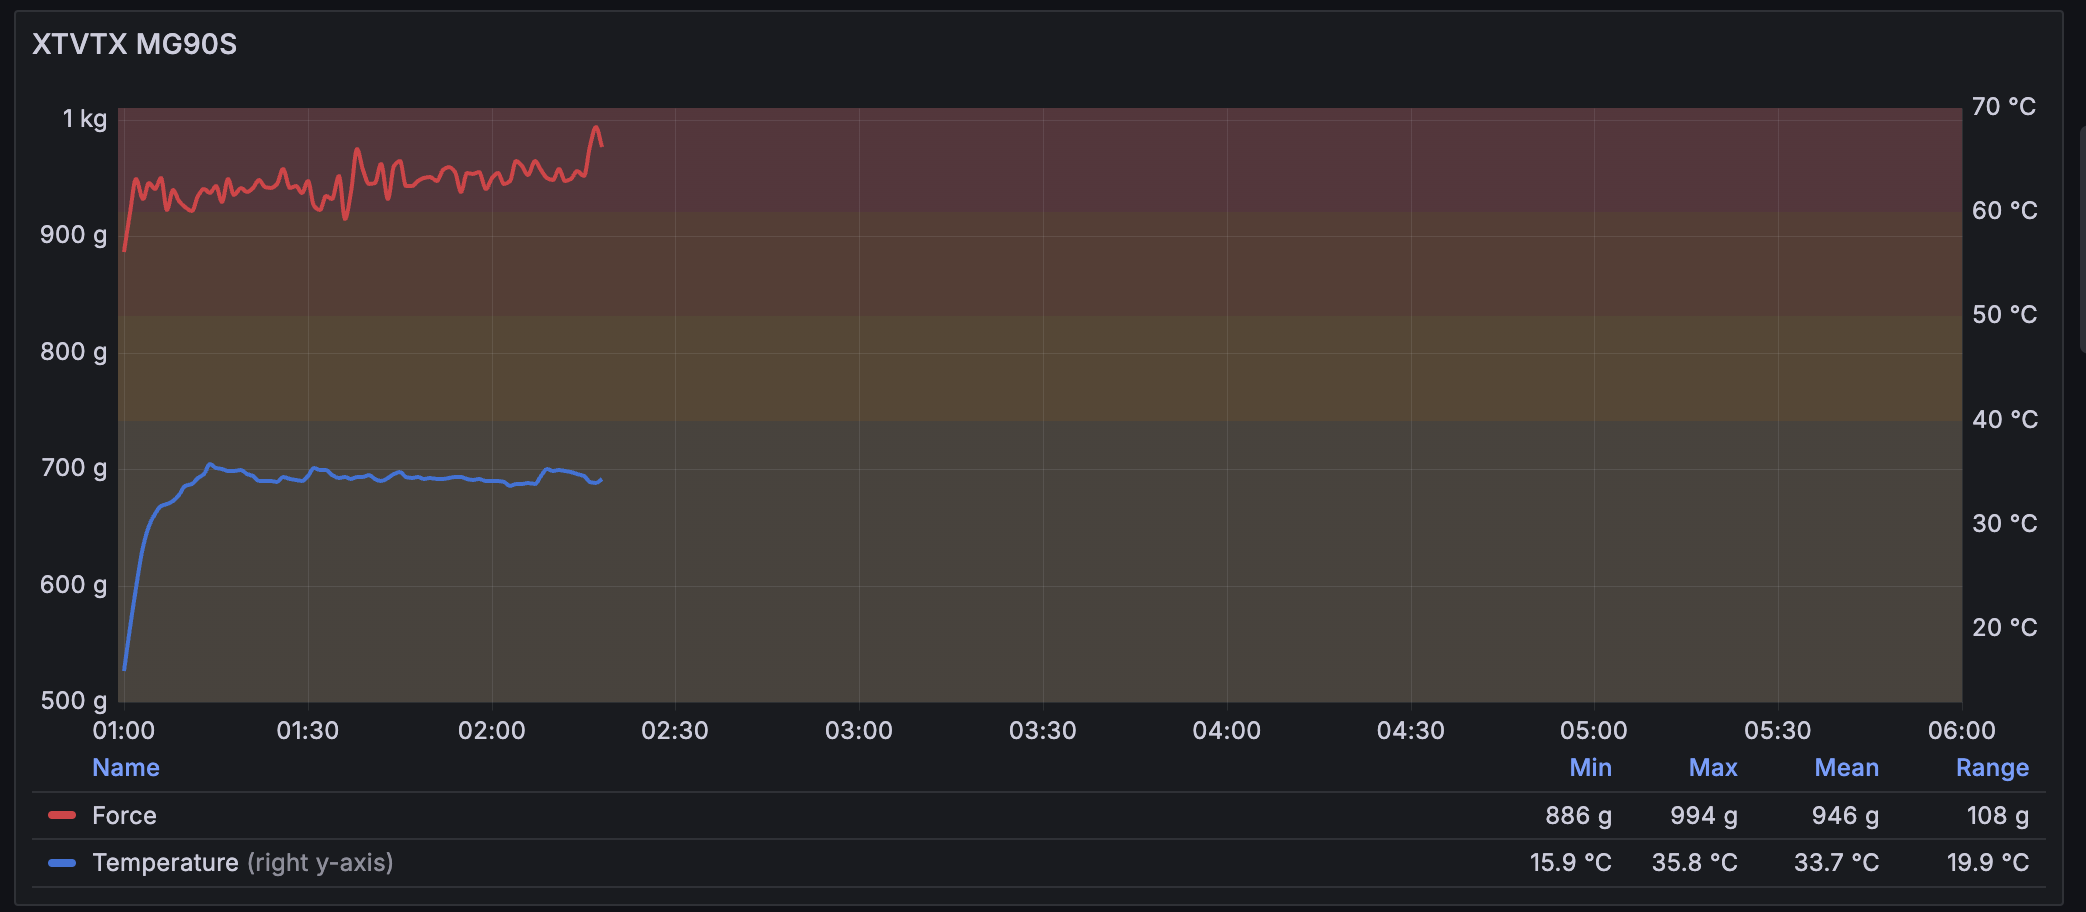 XTVTX MG90S
1 kg
70 °C
60 °C
900 g
50 °C
800 g
40 °C
700 g
30 °C
600 g
20 °C
500 g
01:00 01:30 02:00 02:30 03:00 03:30 04:00 04:30 05:00 05:30 06:00
Name Min Max Mean Range
Force 886 g 994 g 946 g 108 g
Temperature (right y-axis) 15.9 °C 35.8 °C 33.7 °C 19.9 °C